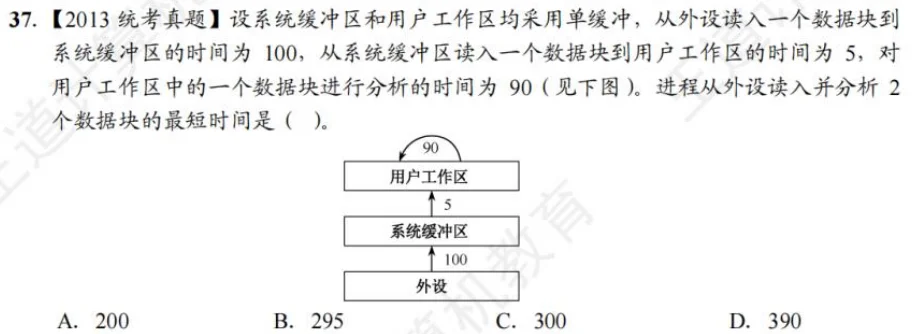 37.【2013 统考真题】设系统缓冲区和用户工作区均采用单缓冲，从外设读入一个数据块到
系统缓冲区的时间为 100，从系统缓冲区读入一个数据块到用户工作区的时间为 5，对
用户工作区中的一个数据块进行分析的时间为 90（见下图）。进程从外设读入并分析 2
个数据块的最短时间是（ ）。
90
用户工作区
5
系统缓冲区
100
外设
A. 200 B. 295 C. 300 D. 390